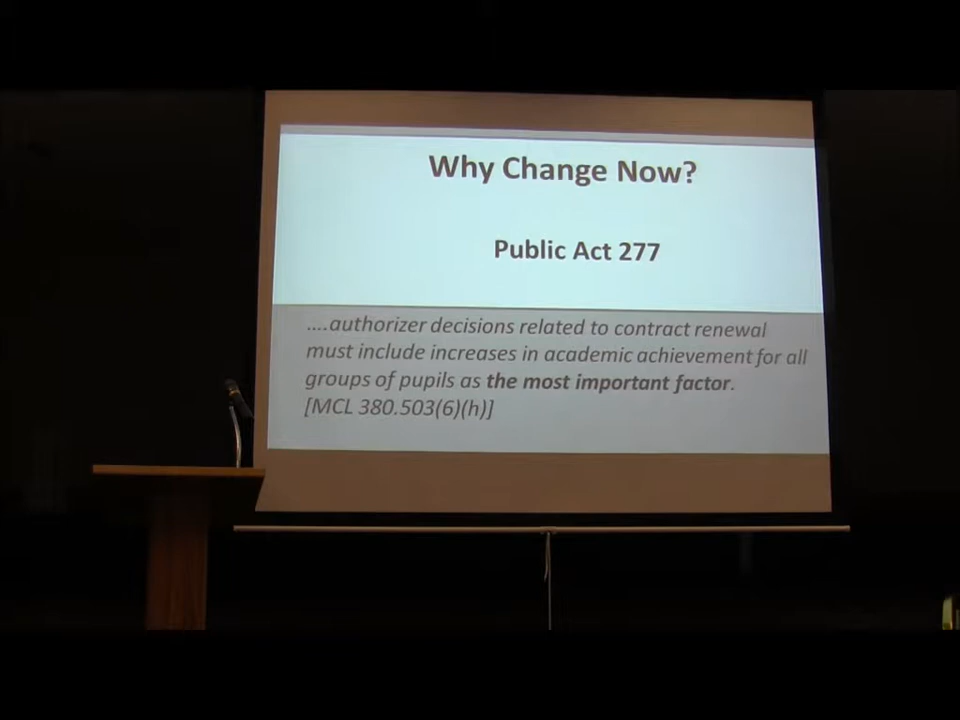 Why Change Now?
Public Act 277
....authorizer decisions related to contract renewal
must include increases in academic achievement for all
groups of pupils as the most important factor.
[MCL 380.503(6)(h)]